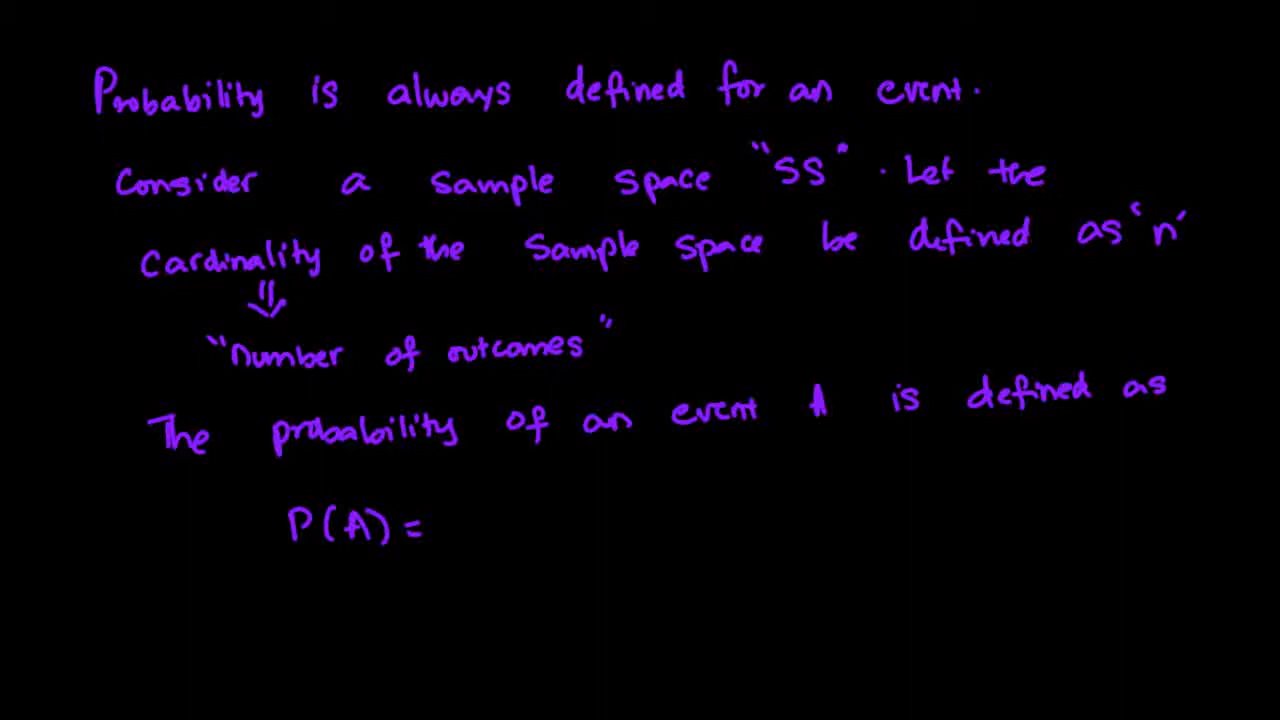 Probability is always defined for an event.
Consider a sample space "SS". Let the
Cardinality of the sample space be defined as 'n'
⇓
"Number of outcomes"
The probability of an event A is defined as
P(A) =